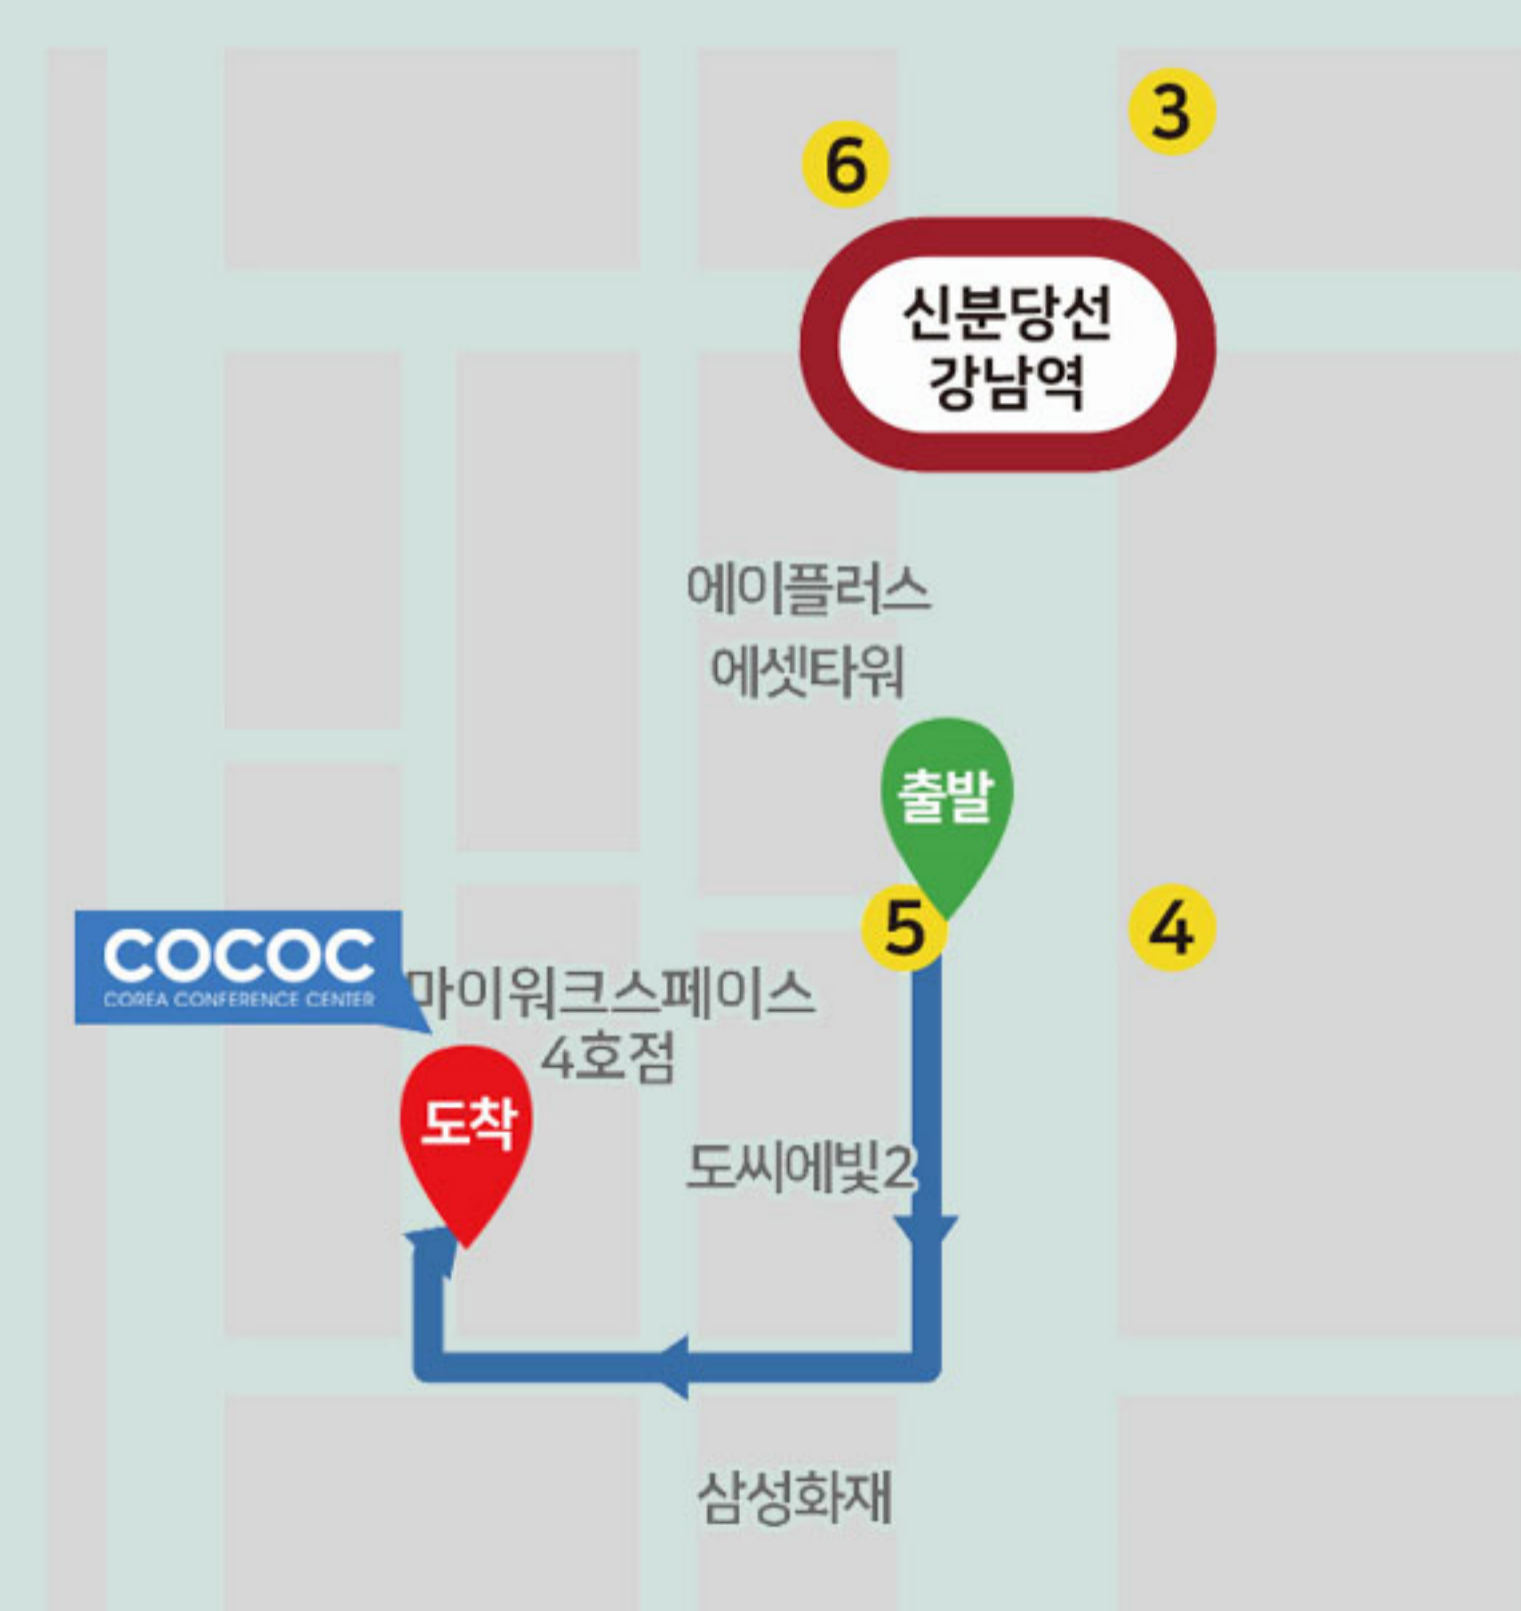 3
6
신분당선
강남역
에이플러스
에셋타워
출발
5
4
COCOC
COREA CONFERENCE CENTER
마이워크스페이스
4호점
도착
도씨에빛2
삼성화재